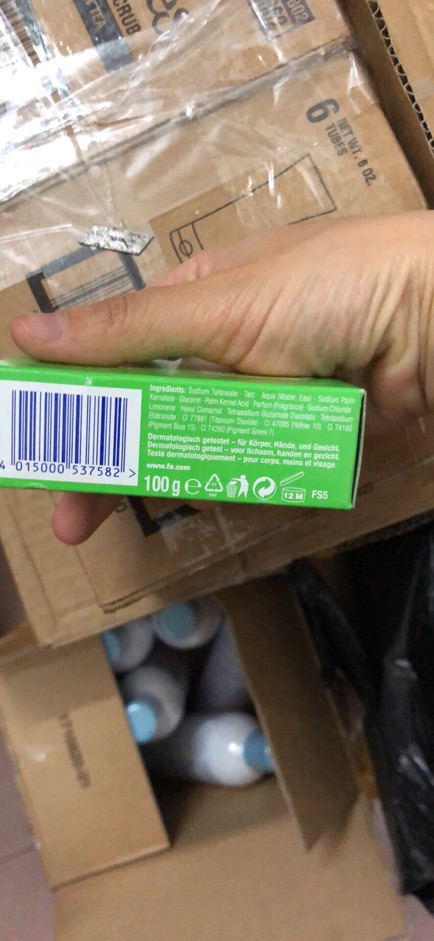 SCRUB
6
TUBES
NET WT. 6 OZ.
Ingredients: Sodium Tallowate · Talc · Aqua (Water, Eau) · Sodium Palm
Kernelate · Glycerin · Palm Kernel Acid · Parfum (Fragrance) · Sodium Chloride
Limonene · Hexyl Cinnamal · Tetrasodium Glutamate Diacetate · Tetrasodium
Etidronate · CI 77891 (Titanium Dioxide) · CI 47005 (Yellow 10) · CI 74160
(Pigment Blue 15) · CI 74260 (Pigment Green 7)
Dermatologisch getestet – für Körper, Hände, und Gesicht.
Dermatologisch getest – voor lichaam, handen en gezicht.
Testé dermatologiquement – pour corps, mains et visage.
www.fa.com
100 g e 12 M FS5
4 015000 537582 >